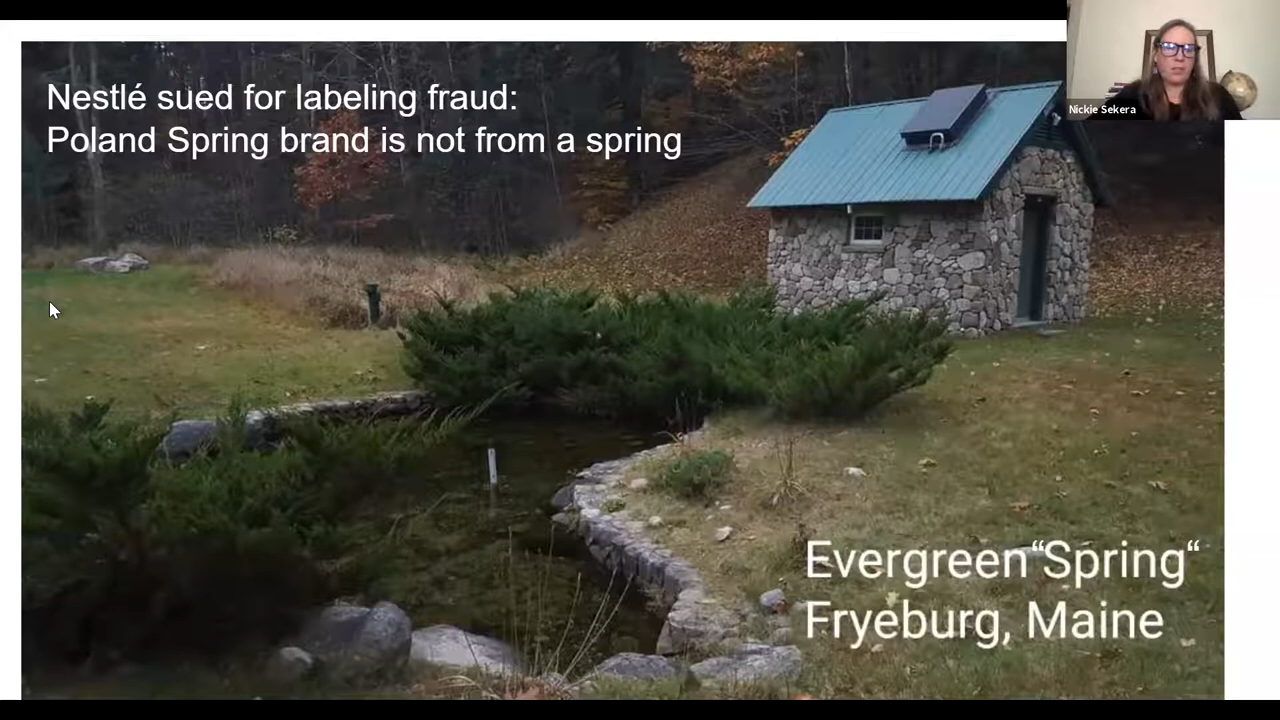 Nestlé sued for labeling fraud:
Poland Spring brand is not from a spring
Nickie Sekera
Evergreen“Spring“
Fryeburg, Maine